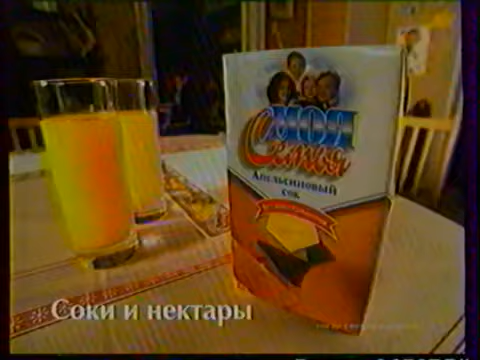 МОЯ
Семья
Апельсиновый
сок
Соки и нектары